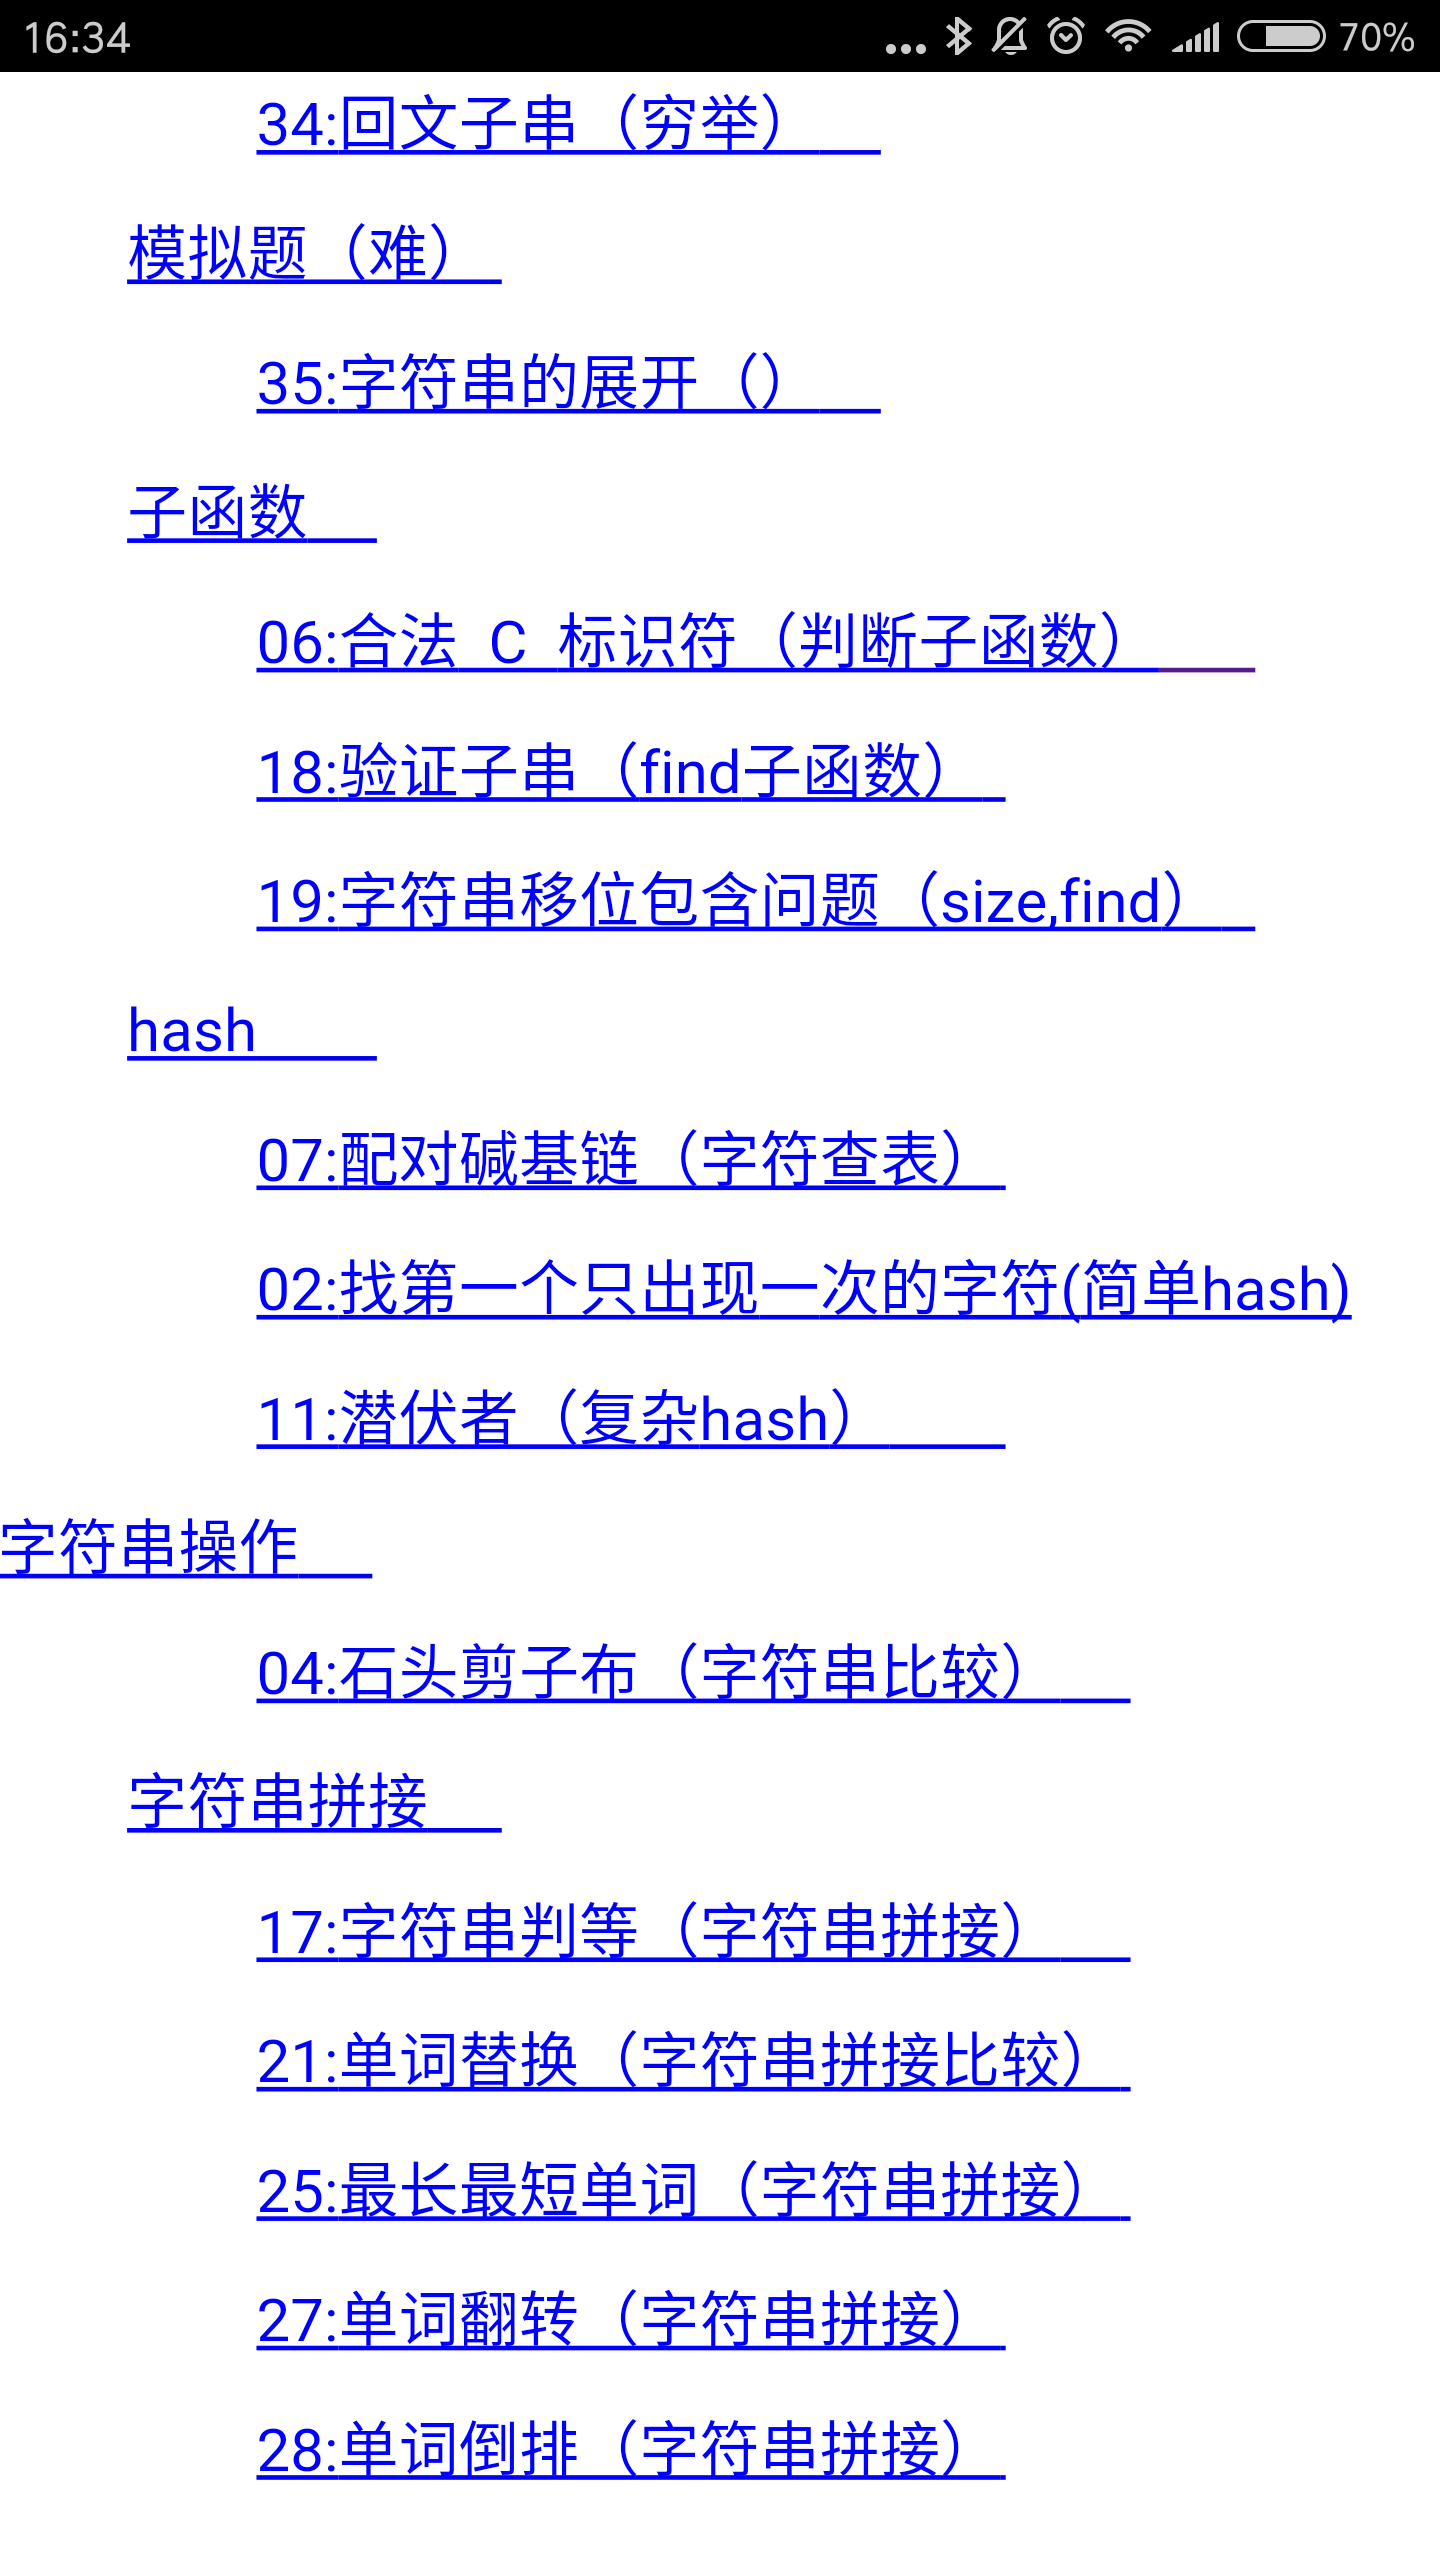 16:34 70%
34:回文子串（穷举）
模拟题（难）
35:字符串的展开（）
子函数
06:合法 C 标识符（判断子函数）
18:验证子串（find子函数）
19:字符串移位包含问题（size,find）
hash
07:配对碱基链（字符查表）
02:找第一个只出现一次的字符(简单hash)
11:潜伏者（复杂hash）
字符串操作
04:石头剪子布（字符串比较）
字符串拼接
17:字符串判等（字符串拼接）
21:单词替换（字符串拼接比较）
25:最长最短单词（字符串拼接）
27:单词翻转（字符串拼接）
28:单词倒排（字符串拼接）